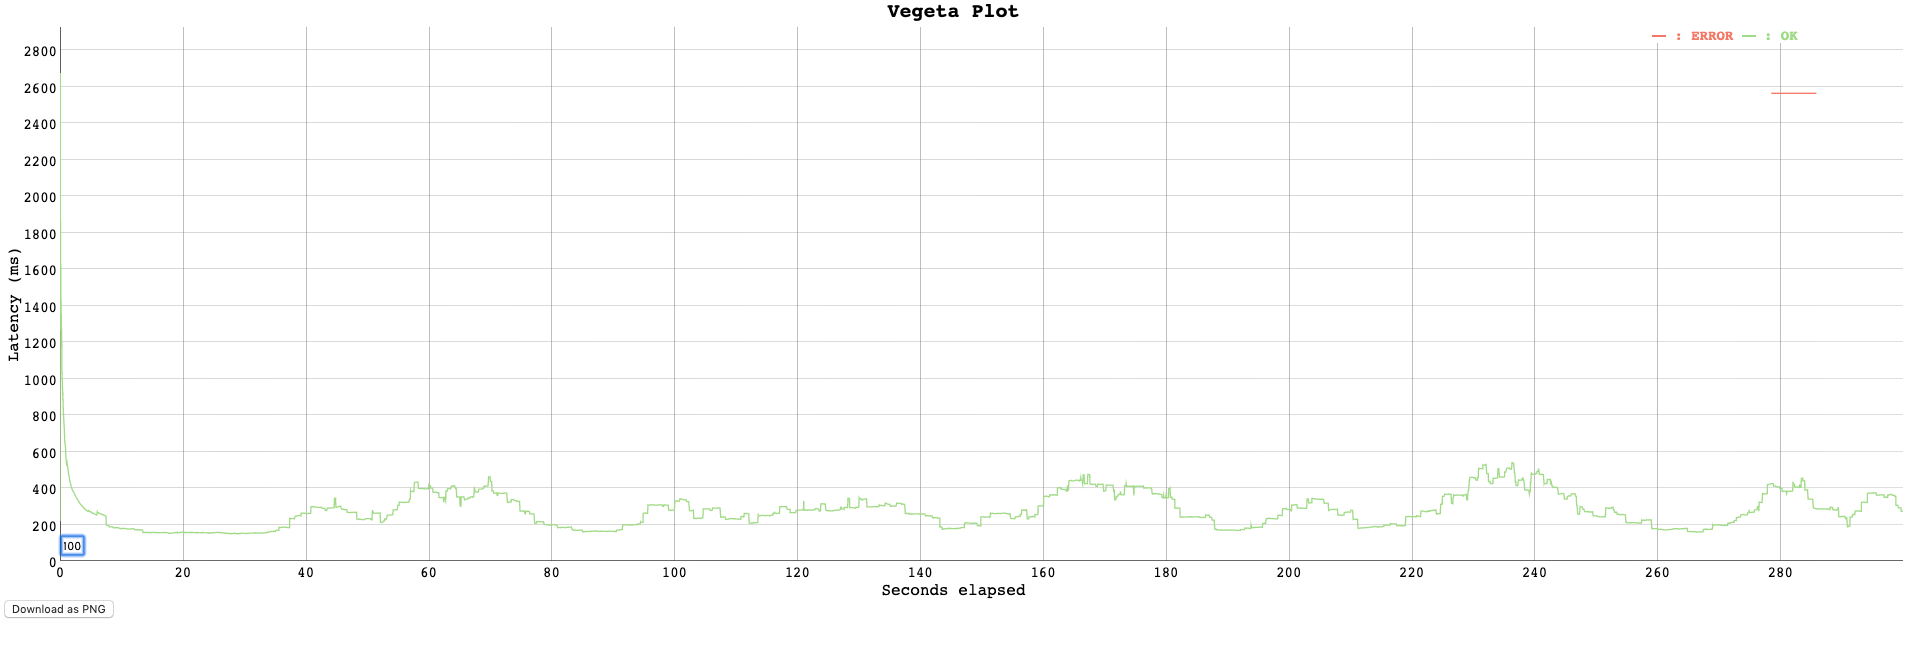 Vegeta Plot
— : ERROR — : OK
Latency (ms)
2800
2600
2400
2200
2000
1800
1600
1400
1200
1000
800
600
400
200
0
100
0 20 40 60 80 100 120 140 160 180 200 220 240 260 280
Seconds elapsed
Download as PNG